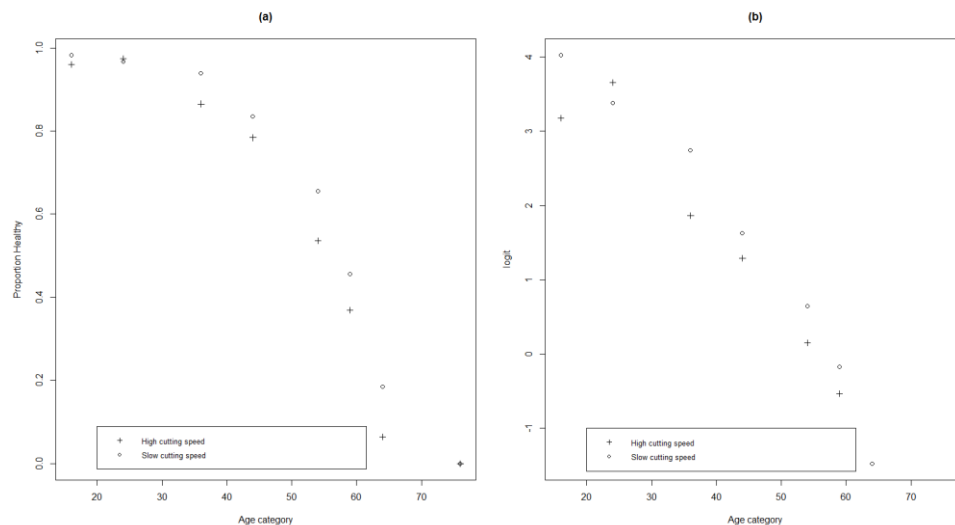 (a)
Proportion Healthy
1.0
0.8
0.6
0.4
0.2
0.0
High cutting speed
Slow cutting speed
20 30 40 50 60 70
Age category
(b)
logit
4
3
2
1
0
-1
High cutting speed
Slow cutting speed
20 30 40 50 60 70
Age category